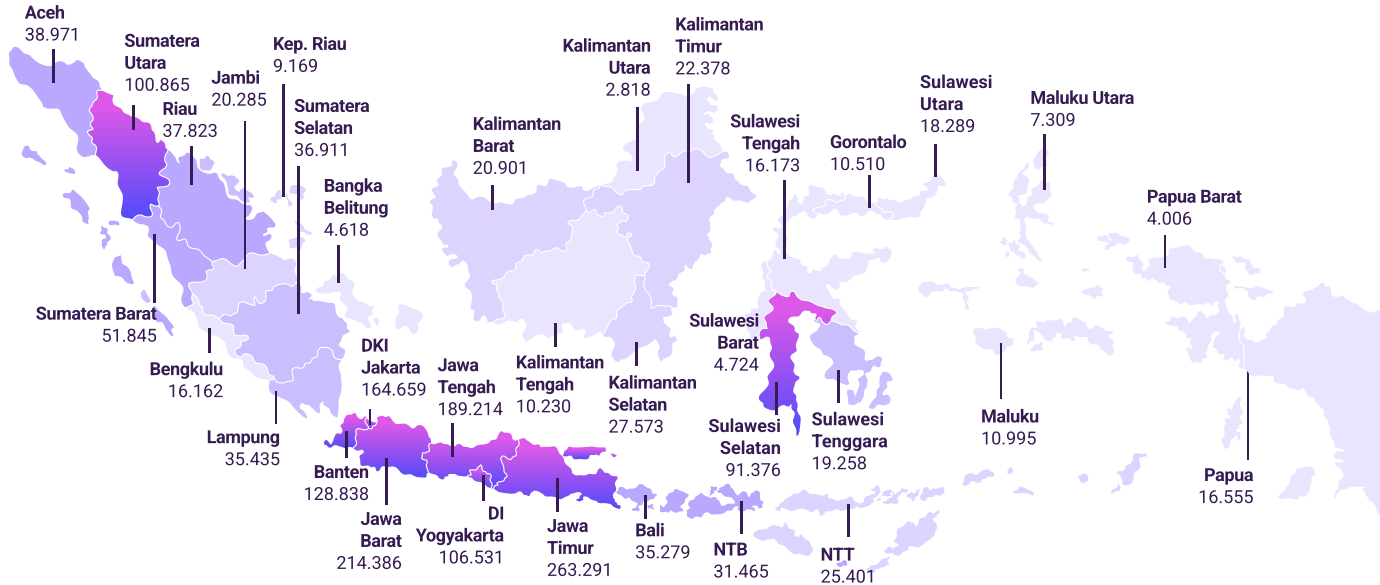 Aceh
38.971
Sumatera
Utara
100.865
Riau
37.823
Jambi
20.285
Kep. Riau
9.169
Sumatera
Selatan
36.911
Bangka
Belitung
4.618
Sumatera Barat
51.845
Bengkulu
16.162
Lampung
35.435
Kalimantan
Barat
20.901
Kalimantan
Utara
2.818
Kalimantan
Timur
22.378
Kalimantan
Tengah
10.230
Kalimantan
Selatan
27.573
Sulawesi
Tengah
16.173
Gorontalo
10.510
Sulawesi
Utara
18.289
Sulawesi
Barat
4.724
Sulawesi
Selatan
91.376
Sulawesi
Tenggara
19.258
Maluku Utara
7.309
Maluku
10.995
Papua Barat
4.006
Papua
16.555
DKI
Jakarta
164.659
Banten
128.838
Jawa
Barat
214.386
Jawa
Tengah
189.214
DI
Yogyakarta
106.531
Jawa
Timur
263.291
Bali
35.279
NTB
31.465
NTT
25.401